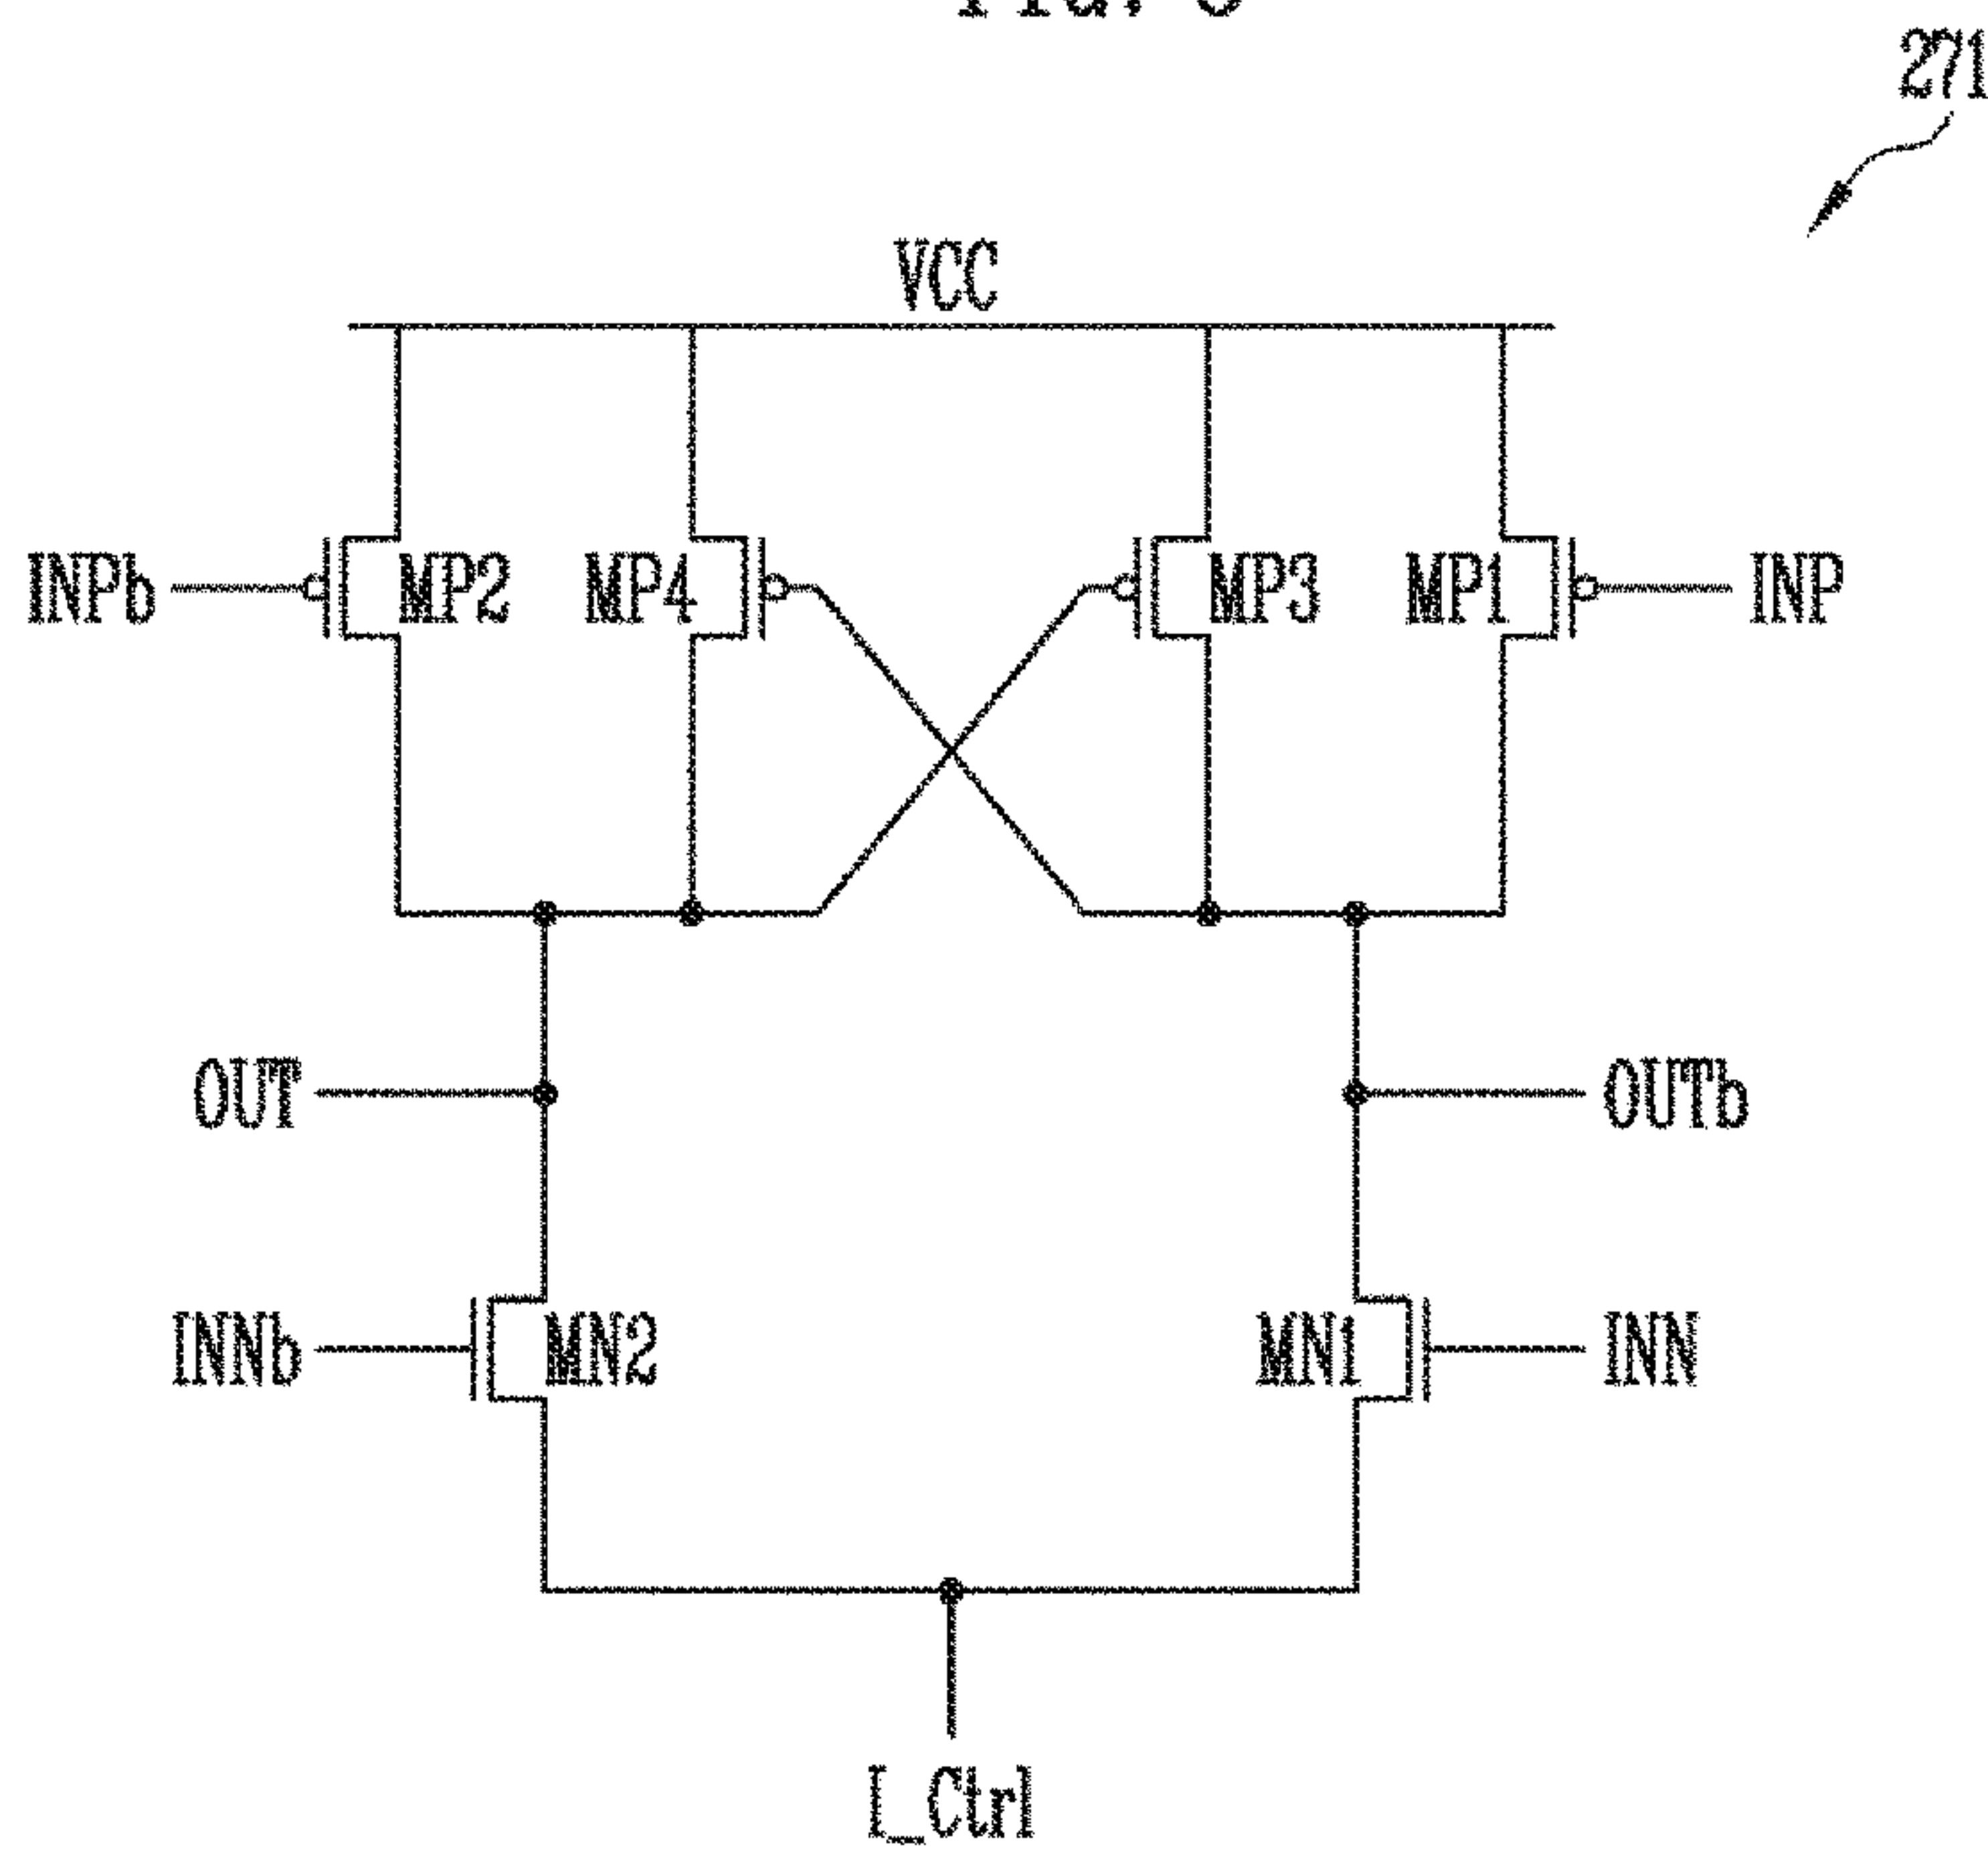 271
VCC
INPb MP2 MP4 MP3 MP1 INP
OUT OUTb
INNb MN2 MN1 INN
I_Ctrl